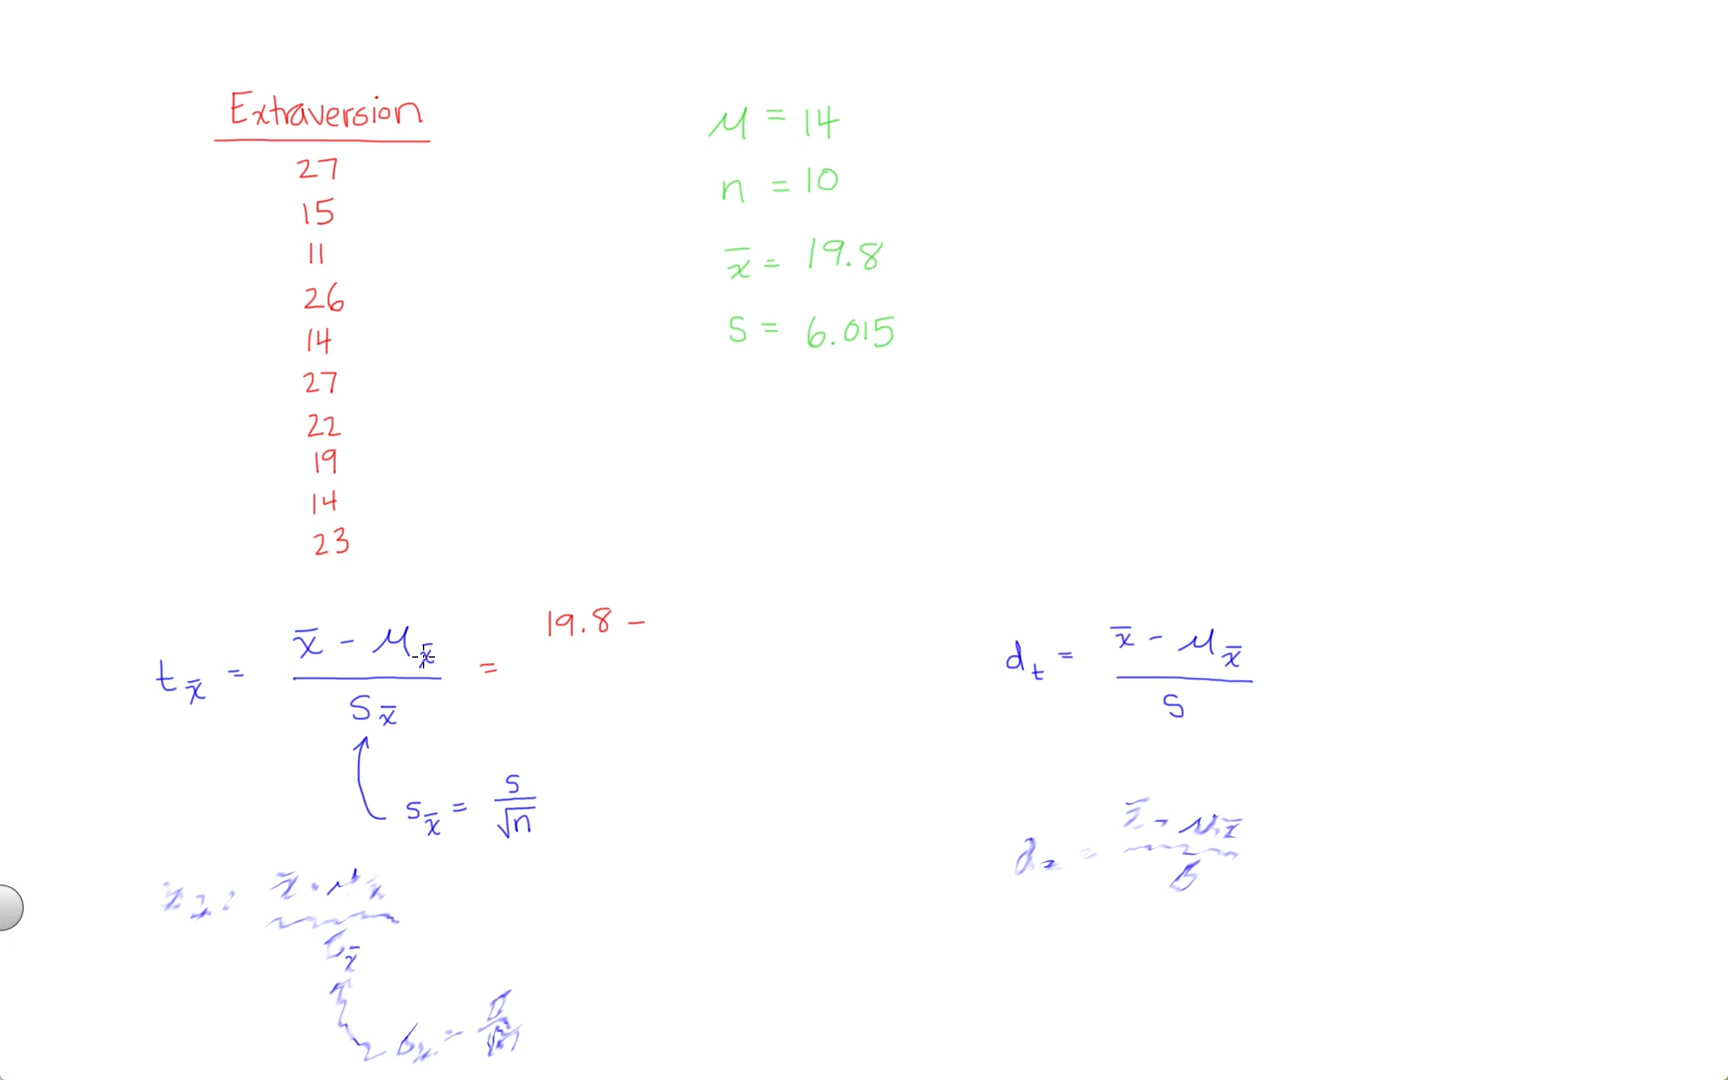 Extraversion
27
15
11
26
14
27
22
19
14
23
μ = 14
n = 10
x̄ = 19.8
s = 6.015
t_x̄ = (x̄ - μ_x̄) / s_x̄ = 19.8 -
s_x̄ = s / √n
d_t = (x̄ - μ_x̄) / s